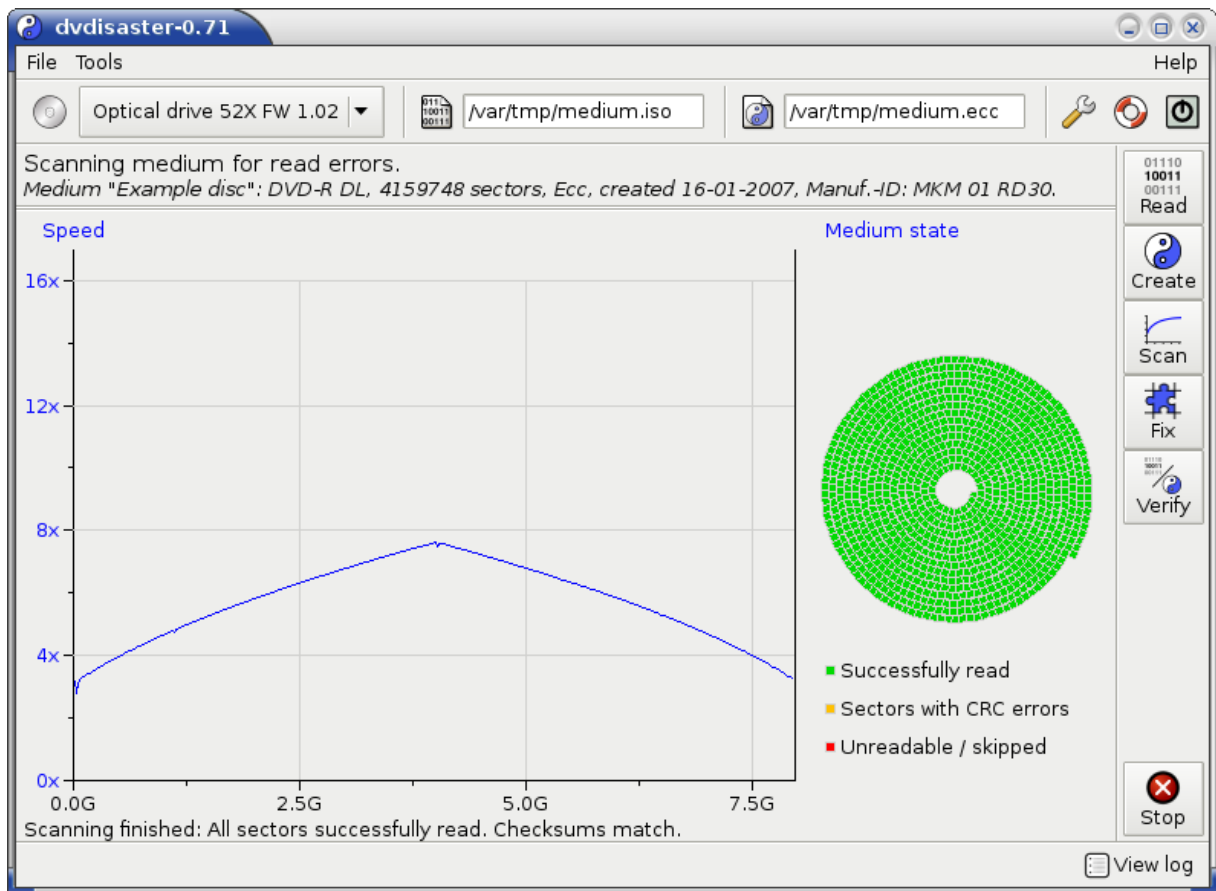 dvdisaster-0.71
File Tools Help
Optical drive 52X FW 1.02 /var/tmp/medium.iso /var/tmp/medium.ecc
Scanning medium for read errors.
Medium "Example disc": DVD-R DL, 4159748 sectors, Ecc, created 16-01-2007, Manuf.-ID: MKM 01 RD30.
Speed
16x
12x
8x
4x
0x
0.0G 2.5G 5.0G 7.5G
Medium state
Successfully read
Sectors with CRC errors
Unreadable / skipped
Scanning finished: All sectors successfully read. Checksums match.
01110
10011
00111
Read
Create
Scan
Fix
Verify
Stop
View log